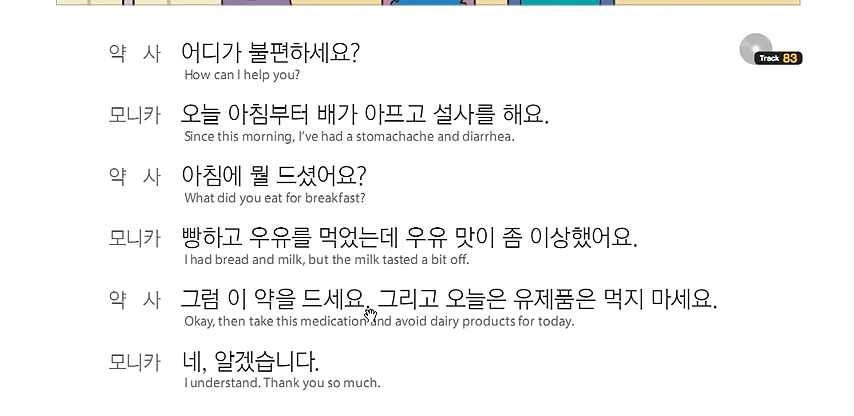 Track 83
약 사 어디가 불편하세요?
How can I help you?
모니카 오늘 아침부터 배가 아프고 설사를 해요.
Since this morning, I've had a stomachache and diarrhea.
약 사 아침에 뭘 드셨어요?
What did you eat for breakfast?
모니카 빵하고 우유를 먹었는데 우유 맛이 좀 이상했어요.
I had bread and milk, but the milk tasted a bit off.
약 사 그럼 이 약을 드세요. 그리고 오늘은 유제품은 먹지 마세요.
Okay, then take this medication and avoid dairy products for today.
모니카 네, 알겠습니다.
I understand. Thank you so much.